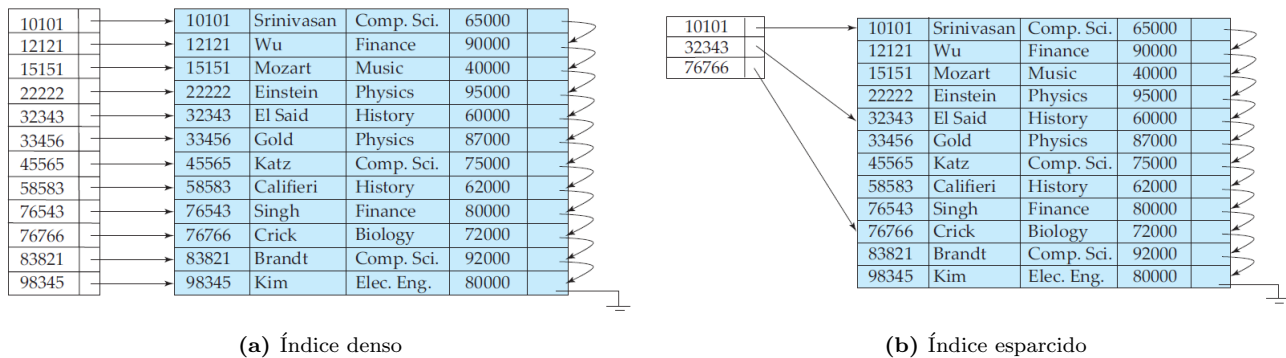 10101 10101 Srinivasan Comp. Sci. 65000
12121 12121 Wu Finance 90000
15151 15151 Mozart Music 40000
22222 22222 Einstein Physics 95000
32343 32343 El Said History 60000
33456 33456 Gold Physics 87000
45565 45565 Katz Comp. Sci. 75000
58583 58583 Califieri History 62000
76543 76543 Singh Finance 80000
76766 76766 Crick Biology 72000
83821 83821 Brandt Comp. Sci. 92000
98345 98345 Kim Elec. Eng. 80000
(a) Índice denso
10101
32343
76766
10101 Srinivasan Comp. Sci. 65000
12121 Wu Finance 90000
15151 Mozart Music 40000
22222 Einstein Physics 95000
32343 El Said History 60000
33456 Gold Physics 87000
45565 Katz Comp. Sci. 75000
58583 Califieri History 62000
76543 Singh Finance 80000
76766 Crick Biology 72000
83821 Brandt Comp. Sci. 92000
98345 Kim Elec. Eng. 80000
(b) Índice esparcido